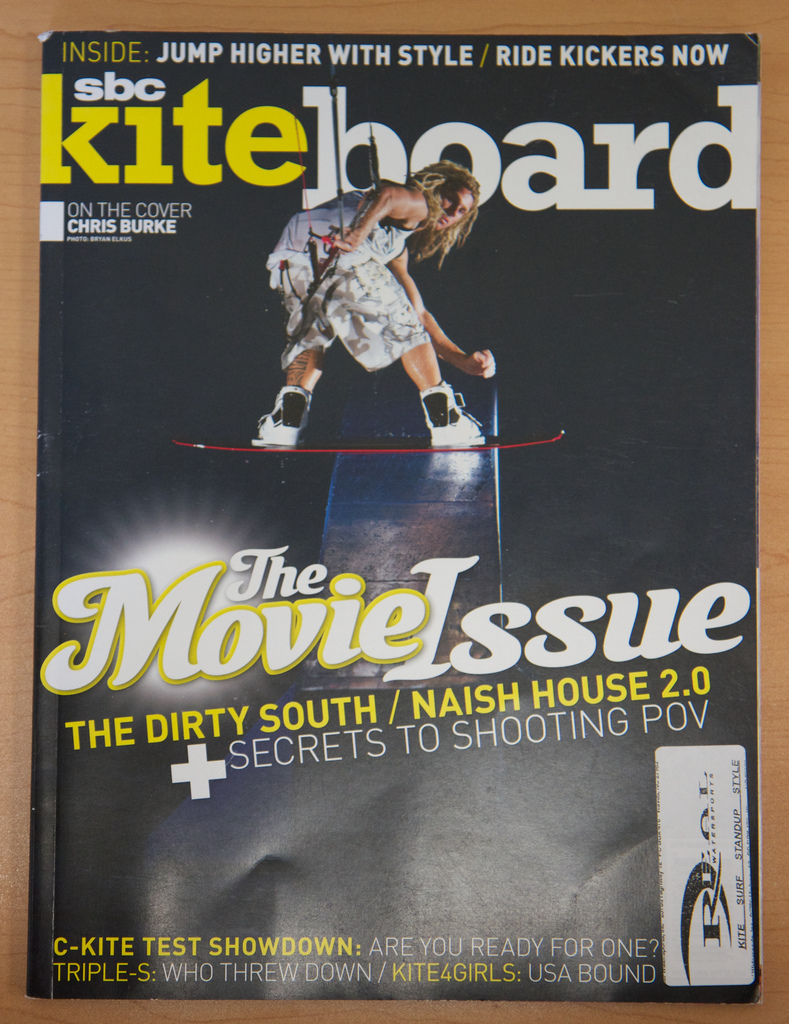 INSIDE: JUMP HIGHER WITH STYLE / RIDE KICKERS NOW
sbc
kiteboard
ON THE COVER
CHRIS BURKE
PHOTO: BRYAN ELKUS
The
Movie Issue
THE DIRTY SOUTH / NAISH HOUSE 2.0
+ SECRETS TO SHOOTING POV
REAL
WATERSPORTS
KITE SURF STANDUP STYLE
C-KITE TEST SHOWDOWN: ARE YOU READY FOR ONE?
TRIPLE-S: WHO THREW DOWN / KITE4GIRLS: USA BOUND